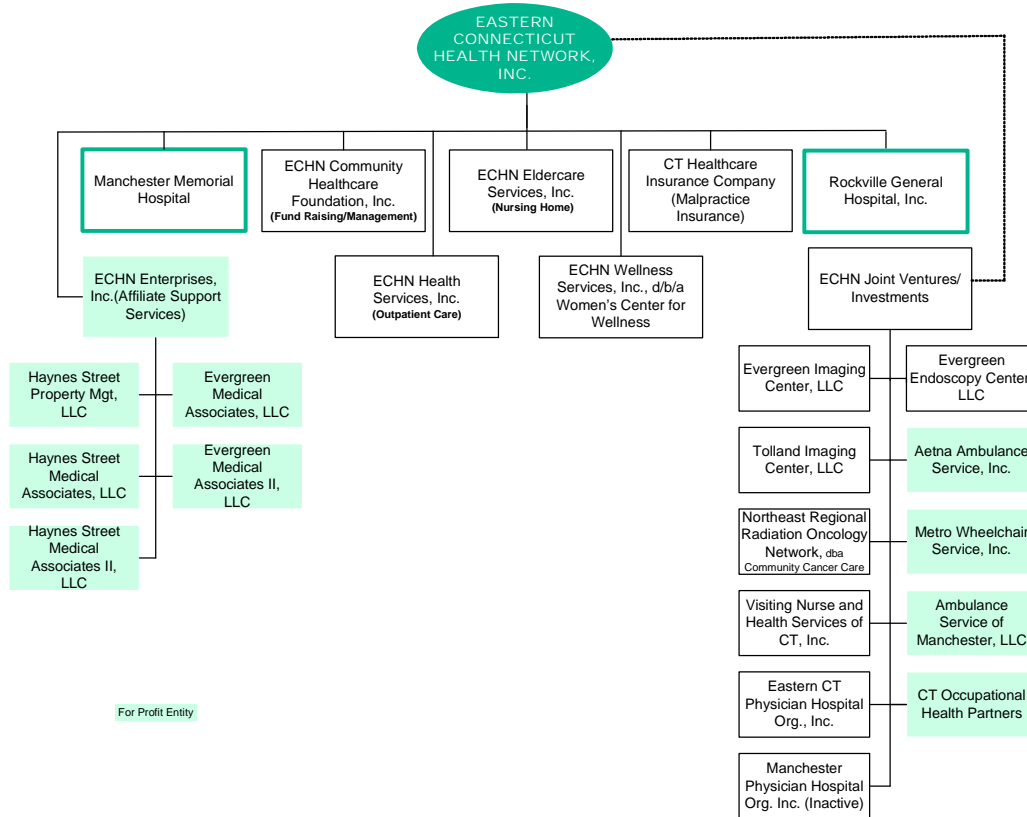 EASTERN
CONNECTICUT
HEALTH NETWORK,
INC.
Manchester Memorial
Hospital
ECHN Community
Healthcare
Foundation, Inc.
(Fund Raising/Management)
ECHN Eldercare
Services, Inc.
(Nursing Home)
CT Healthcare
Insurance Company
(Malpractice
Insurance)
Rockville General
Hospital, Inc.
ECHN Enterprises,
Inc.(Affiliate Support
Services)
ECHN Health
Services, Inc.
(Outpatient Care)
ECHN Wellness
Services, Inc., d/b/a
Women's Center for
Wellness
ECHN Joint Ventures/
Investments
Haynes Street
Property Mgt,
LLC
Evergreen
Medical
Associates, LLC
Haynes Street
Medical
Associates, LLC
Evergreen
Medical
Associates II,
LLC
Haynes Street
Medical
Associates II,
LLC
Evergreen Imaging
Center, LLC
Evergreen
Endoscopy Center
LLC
Tolland Imaging
Center, LLC
Aetna Ambulance
Service, Inc.
Northeast Regional
Radiation Oncology
Network, dba
Community Cancer Care
Metro Wheelchair
Service, Inc.
Visiting Nurse and
Health Services of
CT, Inc.
Ambulance
Service of
Manchester, LLC
Eastern CT
Physician Hospital
Org., Inc.
CT Occupational
Health Partners
Manchester
Physician Hospital
Org. Inc. (Inactive)
For Profit Entity